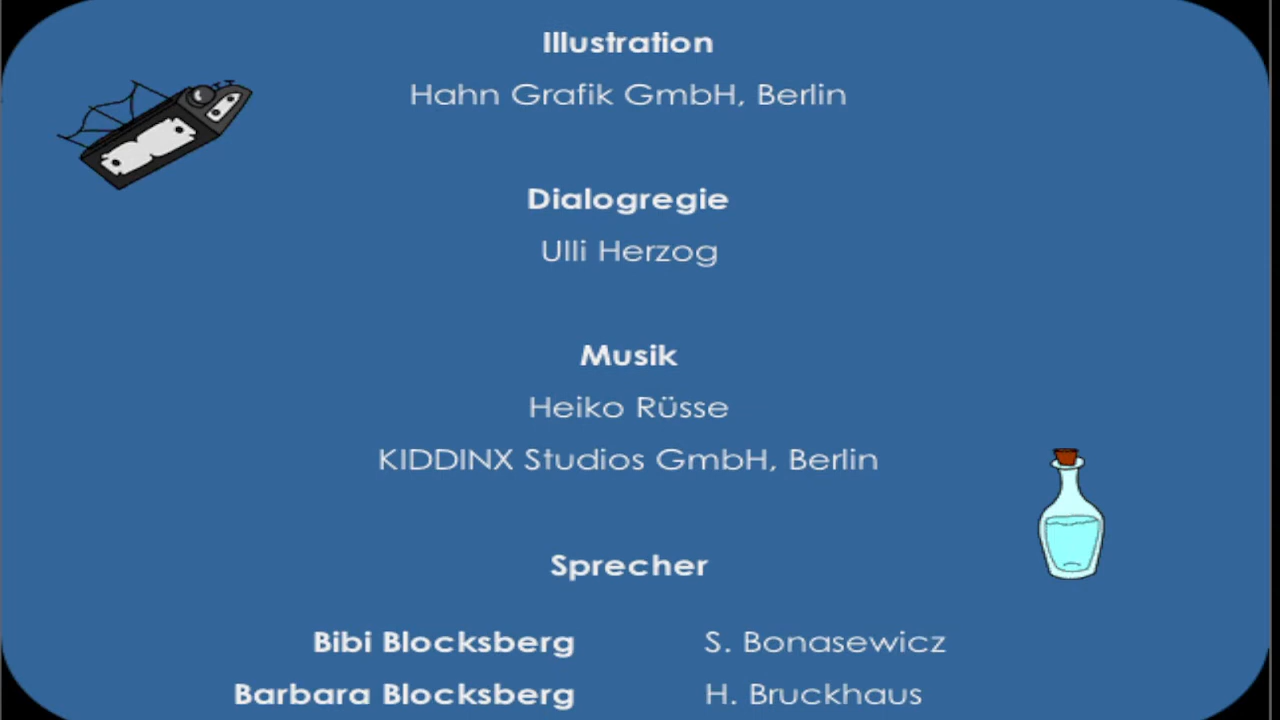 Illustration
Hahn Grafik GmbH, Berlin
Dialogregie
Ulli Herzog
Musik
Heiko Rüsse
KIDDINX Studios GmbH, Berlin
Sprecher
Bibi Blocksberg S. Bonasewicz
Barbara Blocksberg H. Bruckhaus